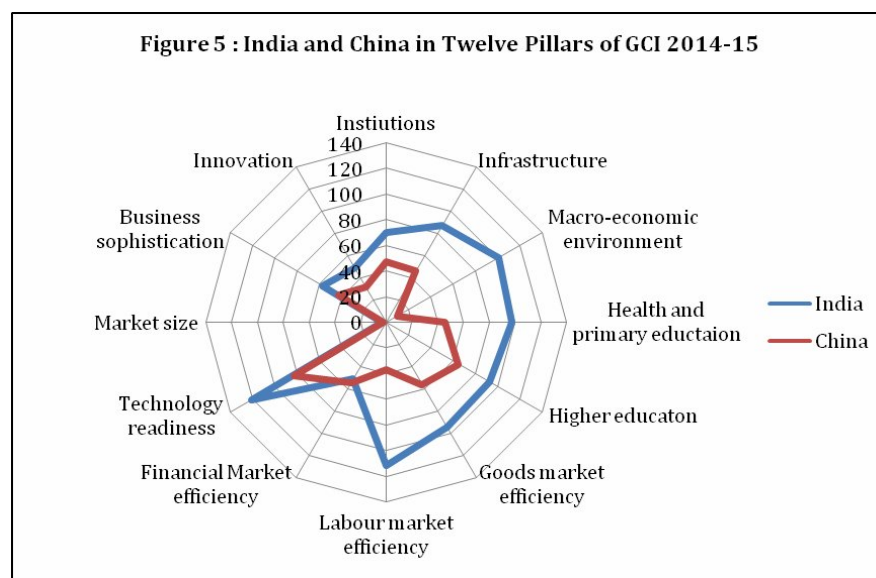 Figure 5 : India and China in Twelve Pillars of GCI 2014-15
Instiutions
140
120
100
80
60
40
20
0
Infrastructure
Macro-economic
environment
Health and
primary eductaion
Higher educaton
Goods market
efficiency
Labour market
efficiency
Financial Market
efficiency
Technology
readiness
Market size
Business
sophistication
Innovation
India
China